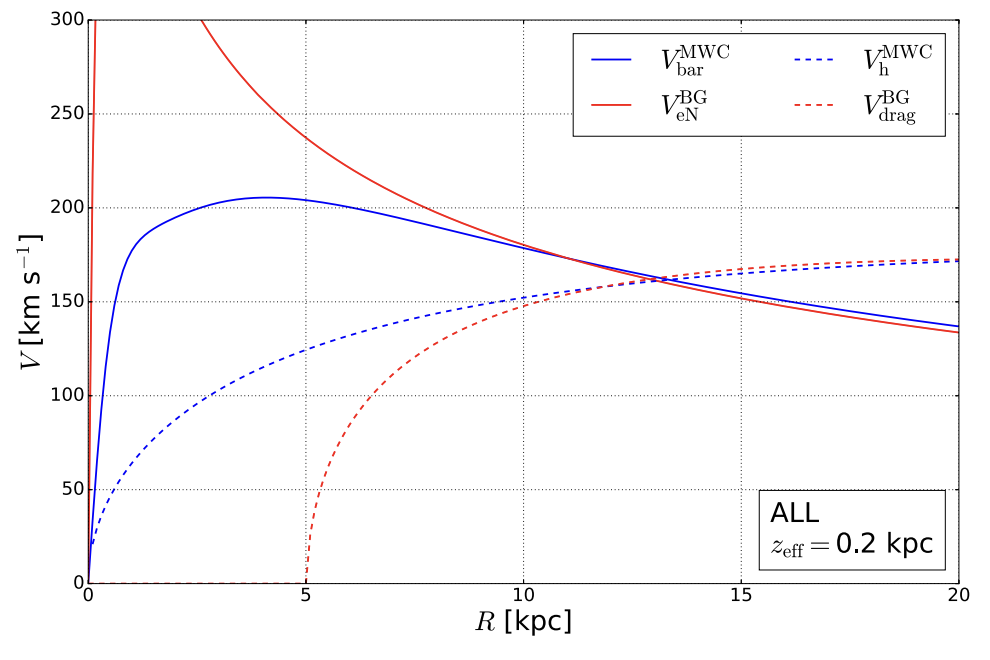 300
250
200
150
100
50
0
V [km s⁻¹]
V_bar^MWC V_h^MWC
V_eN^BG V_drag^BG
ALL
z_eff = 0.2 kpc
0 5 10 15 20
R [kpc]